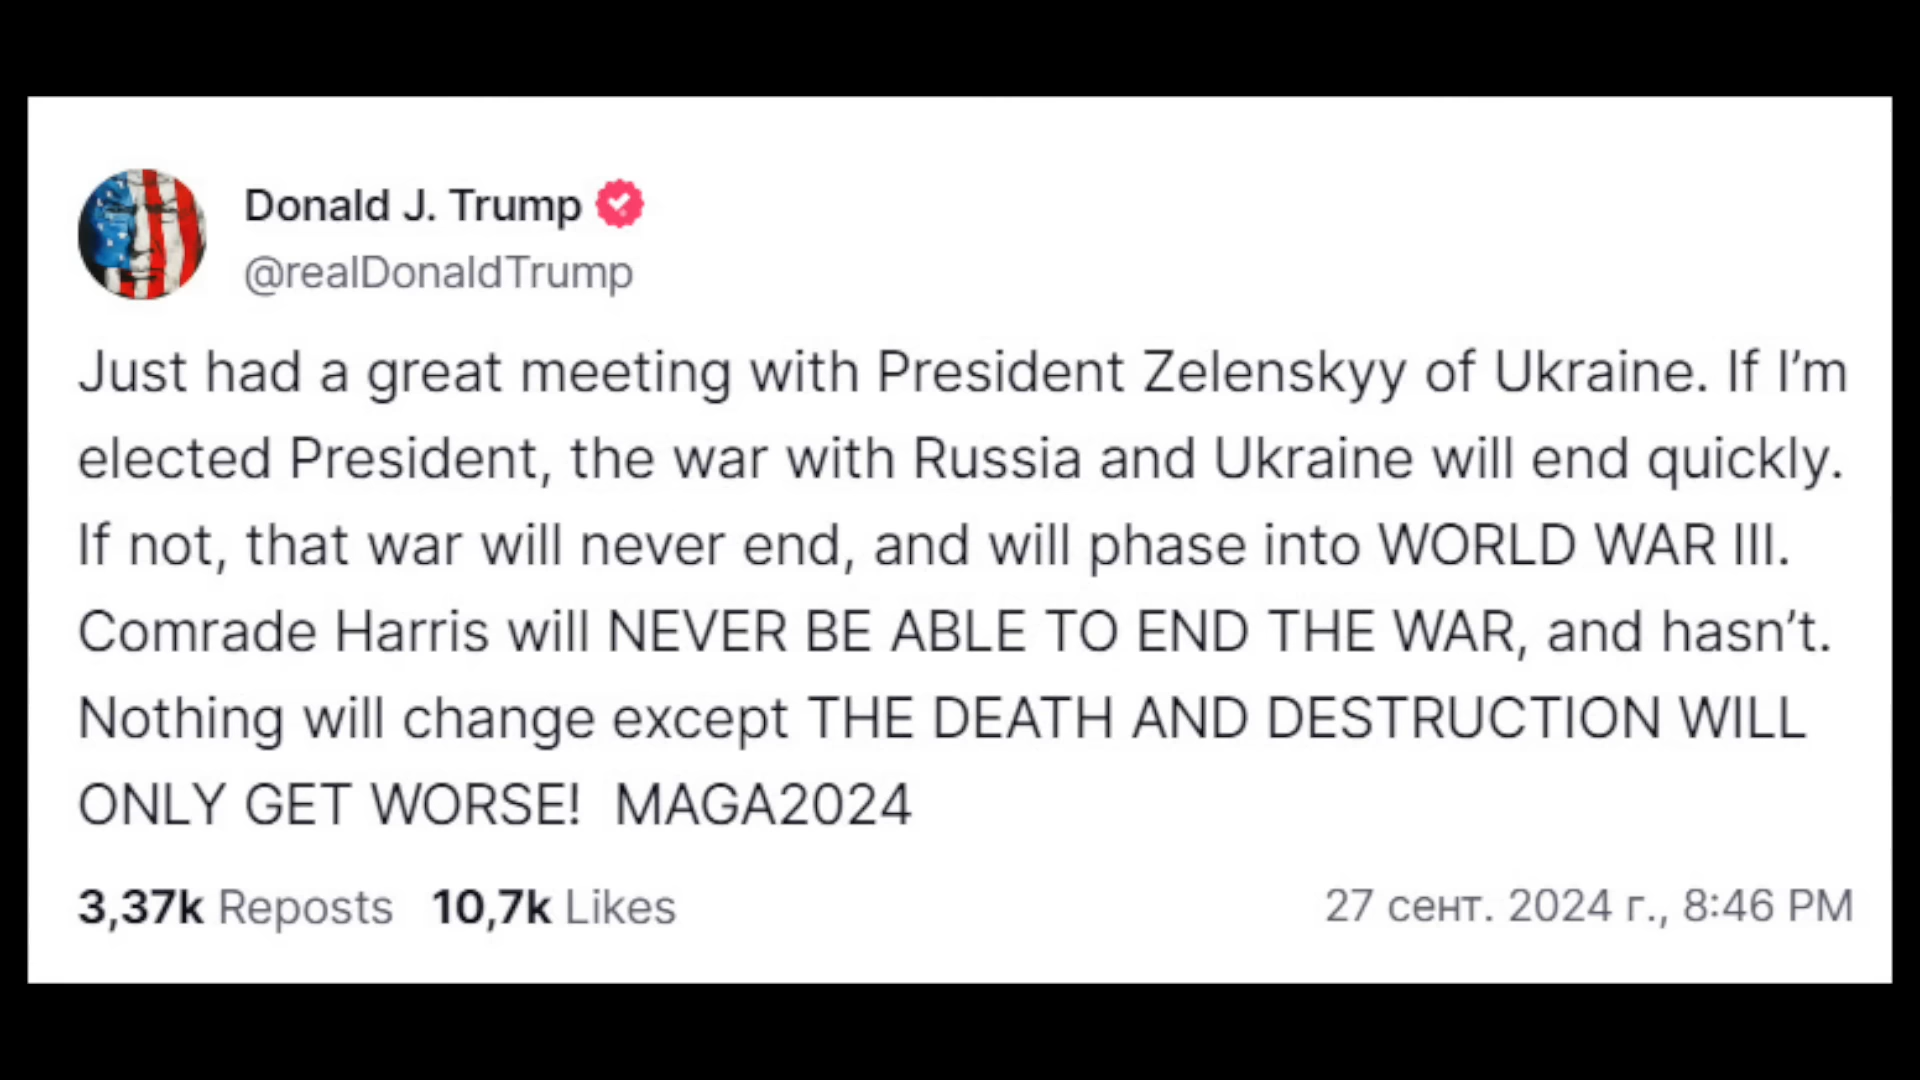 Donald J. Trump
@realDonaldTrump
Just had a great meeting with President Zelenskyy of Ukraine. If I’m
elected President, the war with Russia and Ukraine will end quickly.
If not, that war will never end, and will phase into WORLD WAR III.
Comrade Harris will NEVER BE ABLE TO END THE WAR, and hasn’t.
Nothing will change except THE DEATH AND DESTRUCTION WILL
ONLY GET WORSE!  MAGA2024
3,37k Reposts 10,7k Likes 27 сент. 2024 г., 8:46 PM